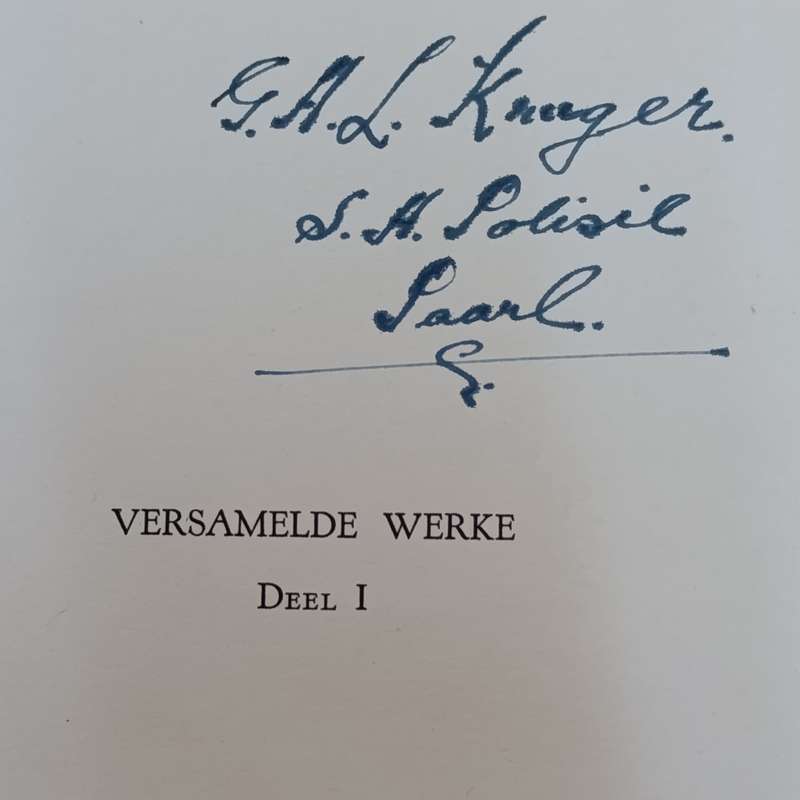 G.A.L. Kruger.
S.A. Polisie
Paarl.
VERSAMELDE WERKE
DEEL I